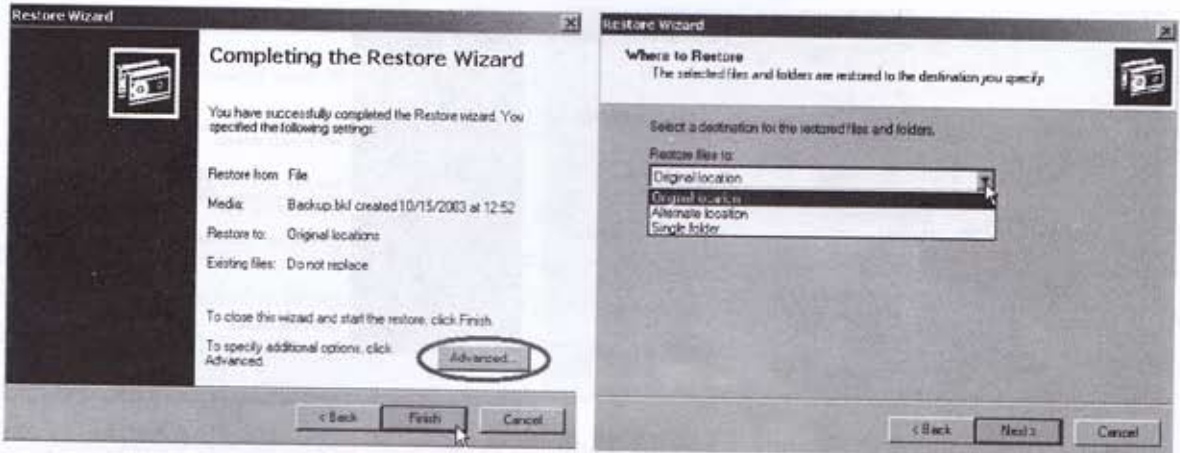 Restore Wizard
Completing the Restore Wizard
You have successfully completed the Restore wizard. You
specified the following settings:
Restore from File
Media: Backup.bkf created 10/15/2003 at 12:52
Restore to: Original locations
Existing files: Do not replace
To close this wizard and start the restore, click Finish.
To specify additional options, click
Advanced.
Advanced...
< Back
Finish
Cancel
Restore Wizard
Where to Restore
The selected files and folders are restored to the destination you specify.
Select a destination for the restored files and folders.
Restore files to:
Original location
Original location
Alternate location
Single folder
< Back
Next >
Cancel